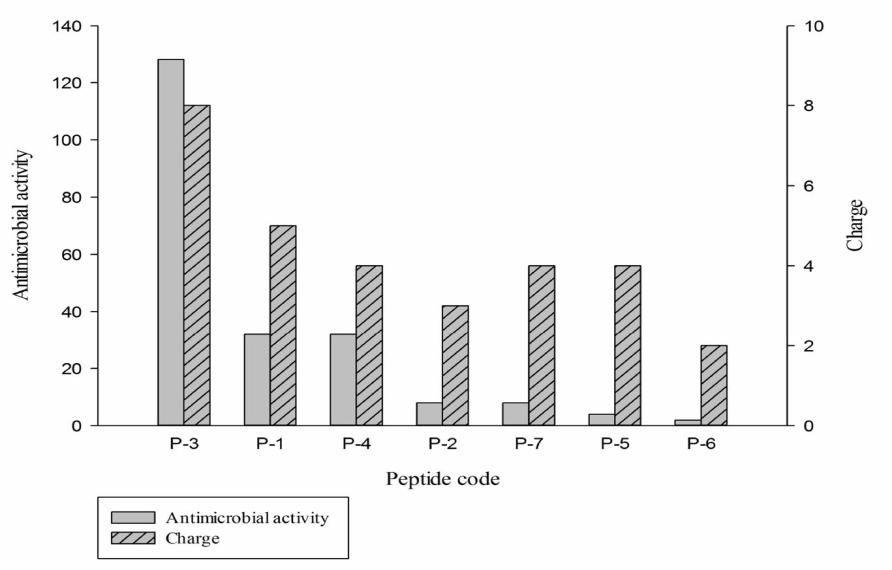 140
120
100
80
60
40
20
0
Antimicrobial activity
10
8
6
4
2
0
Charge
P-3 P-1 P-4 P-2 P-7 P-5 P-6
Peptide code
Antimicrobial activity
Charge